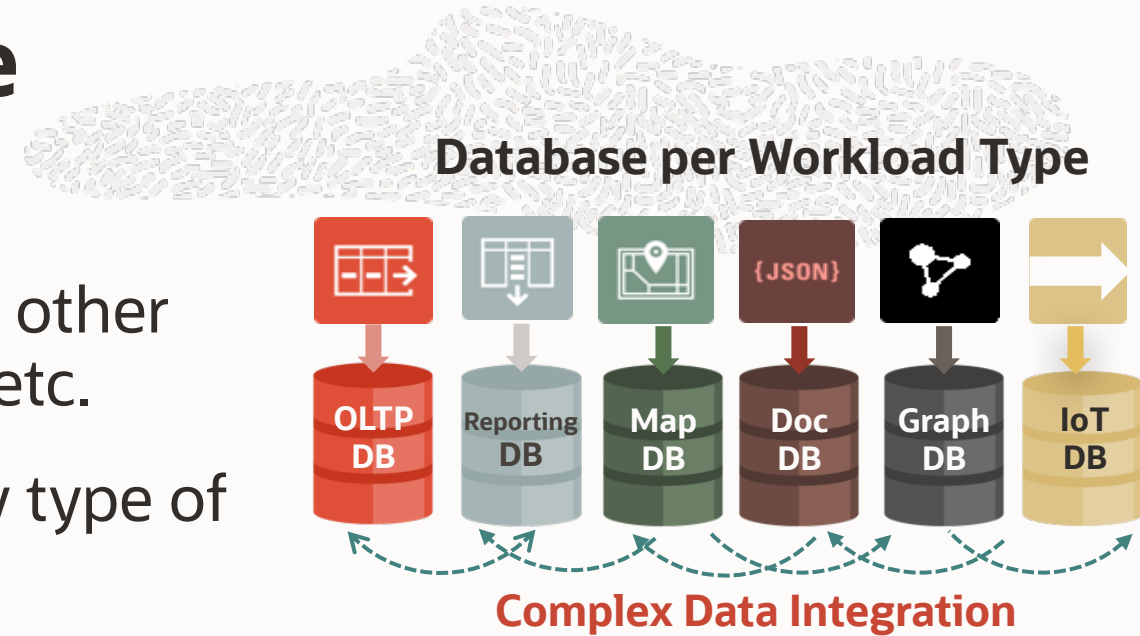 e
Database per Workload Type
{JSON}
other
etc.
OLTP DB
Reporting DB
Map DB
Doc DB
Graph DB
IoT DB
y type of
Complex Data Integration